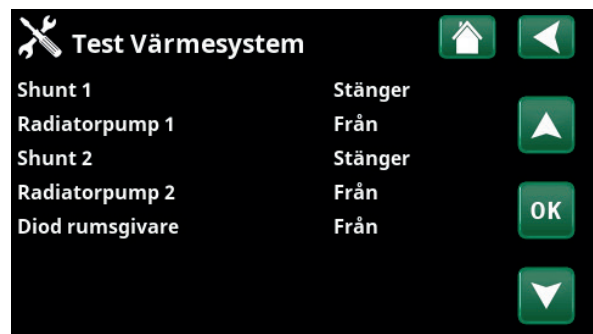 Test Värmesystem
Shunt 1 Stänger
Radiatorpump 1 Från
Shunt 2 Stänger
Radiatorpump 2 Från
Diod rumsgivare Från
OK